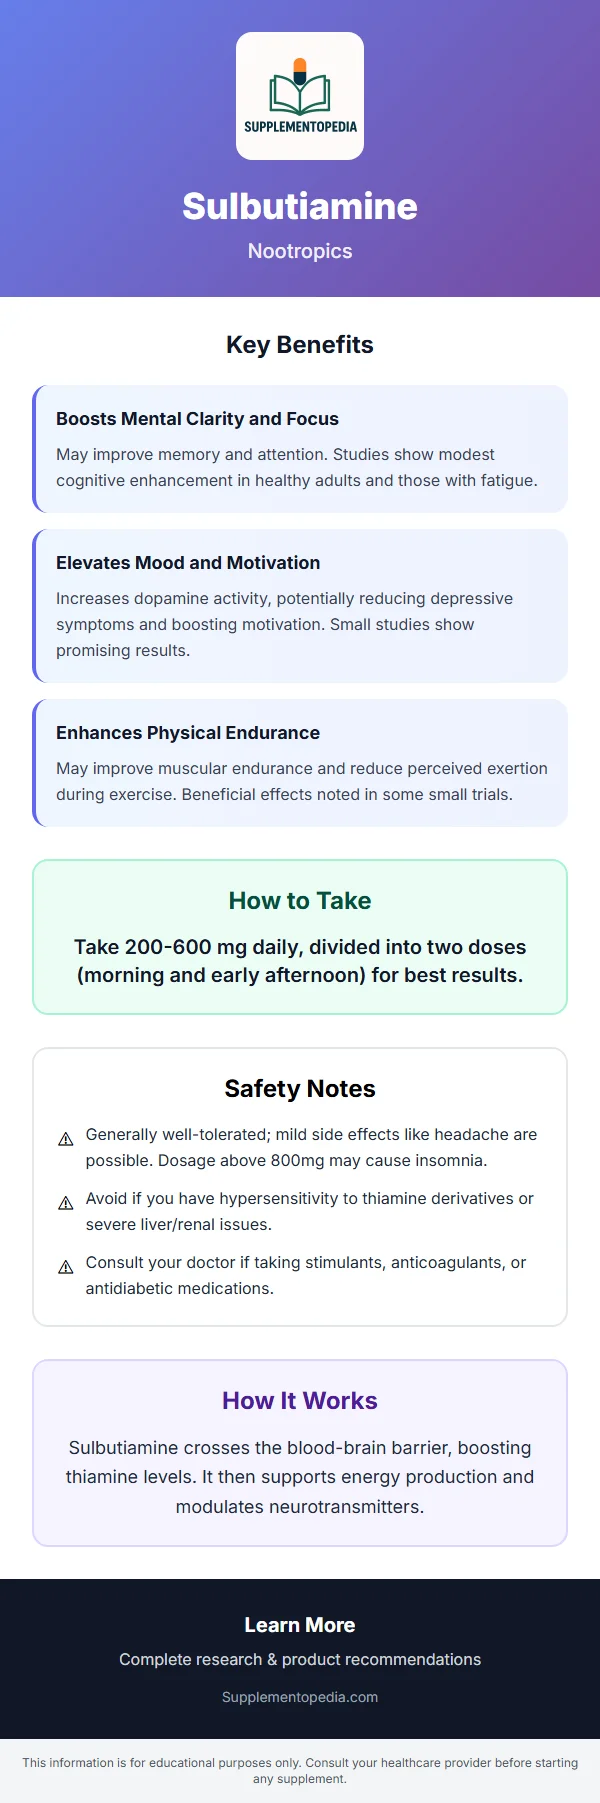 SUPPLEMENTOPEDIA
Sulbutiamine
Nootropics
Key Benefits
Boosts Mental Clarity and Focus
May improve memory and attention. Studies show modest
cognitive enhancement in healthy adults and those with fatigue.
Elevates Mood and Motivation
Increases dopamine activity, potentially reducing depressive
symptoms and boosting motivation. Small studies show
promising results.
Enhances Physical Endurance
May improve muscular endurance and reduce perceived exertion
during exercise. Beneficial effects noted in some small trials.
How to Take
Take 200-600 mg daily, divided into two doses
(morning and early afternoon) for best results.
Safety Notes
Generally well-tolerated; mild side effects like headache are
possible. Dosage above 800mg may cause insomnia.
Avoid if you have hypersensitivity to thiamine derivatives or
severe liver/renal issues.
Consult your doctor if taking stimulants, anticoagulants, or
antidiabetic medications.
How It Works
Sulbutiamine crosses the blood-brain barrier, boosting
thiamine levels. It then supports energy production and
modulates neurotransmitters.
Learn More
Complete research & product recommendations
Supplementopedia.com
This information is for educational purposes only. Consult your healthcare provider before starting
any supplement.